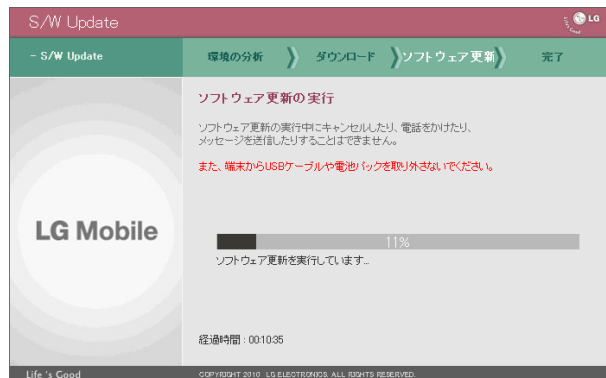 S/W Update
LG
- S/W Update
環境の分析 》 ダウンロード 》ソフトウェア更新》 完了
ソフトウェア更新の実行
ソフトウェア更新の実行中にキャンセルしたり、電話をかけたり、
メッセージを送信したりすることはできません。
また、端末からUSBケーブルや電池パックを取り外さないでください。
LG Mobile
11%
ソフトウェア更新を実行しています...
経過時間 : 00:10:35
Life 's Good
COPYRIGHT 2010 LG ELECTRONICS. ALL RIGHTS RESERVED.